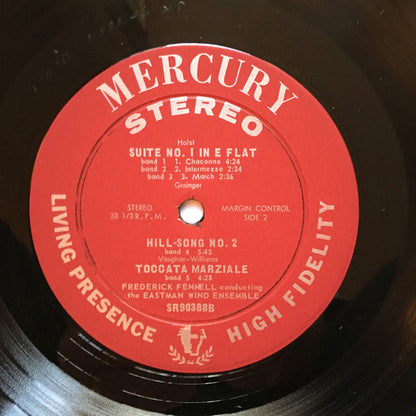 MERCURY
STEREO
Holst
SUITE NO. 1 IN E FLAT
band 1 1. Chaconne 4:24
band 2 2. Intermezzo 2:34
band 3 3. March 2:36
Grainger
STEREO
33 1/3 R.P.M.
MARGIN CONTROL
SIDE 2
HILL-SONG NO. 2
band 4 5:45
Vaughan-Williams
TOCCATA MARZIALE
band 5 4:28
FREDERICK FENNELL conducting
the EASTMAN WIND ENSEMBLE
SR90388B
LIVING PRESENCE
HIGH FIDELITY